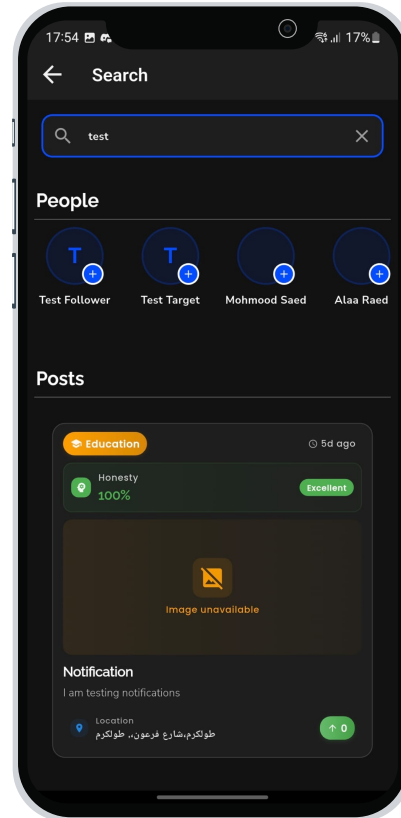 17:54 17%
Search
test
People
T T
Test Follower Test Target Mohmood Saed Alaa Raed
Posts
Education 5d ago
Honesty
100% Excellent
Image unavailable
Notification
I am testing notifications
Location
طولكرم،شارع فرعون،, طولكرم
↑ 0